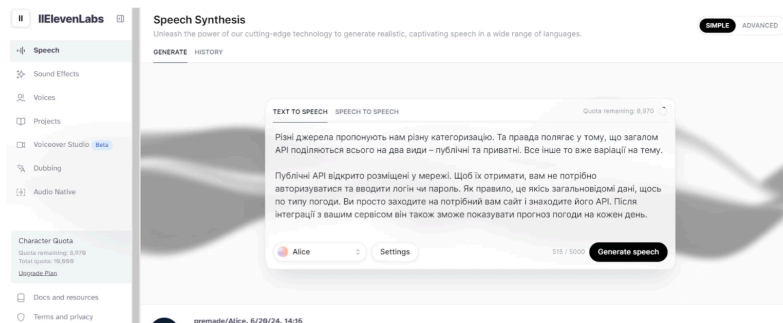 IIElevenLabs
Speech
Sound Effects
Voices
Projects
Voiceover Studio Beta
Dubbing
Audio Native
Character Quota
Quota remaining: 8,970
Total quota: 10,000
Upgrade Plan
Docs and resources
Terms and privacy
Speech Synthesis
Unleash the power of our cutting-edge technology to generate realistic, captivating speech in a wide range of languages.
SIMPLE ADVANCED
GENERATE HISTORY
TEXT TO SPEECH SPEECH TO SPEECH Quota remaining: 8,970
Різні джерела пропонують нам різну категоризацію. Та правда полягає у тому, що загалом
API поділяються всього на два види – публічні та приватні. Все інше то вже варіації на тему.
Публічні API відкрито розміщені у мережі. Щоб їх отримати, вам не потрібно
авторизуватися та вводити логін чи пароль. Як правило, це якісь загальновідомі дані, щось
по типу погоди. Ви просто заходите на потрібний вам сайт і знаходите його API. Після
інтеграції з вашим сервісом він також зможе показувати прогноз погоди на кожен день.
Alice Settings 515 / 5000 Generate speech
premade/Alice, 6/20/24, 14:16